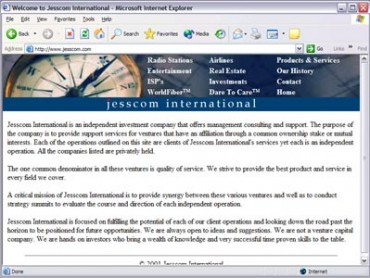 Welcome to Jesscom International - Microsoft Internet Explorer
File Edit View Favorites Tools Help
Back Search Favorites Media
Address http://www.jesscom.com Go Links
Radio Stations Airlines Products & Services
Entertainment Real Estate Our History
ISP's Investments Contact
WorldFiber™ Dare To Care™ Home
jesscom international
Jesscom International is an independent investment company that offers management consulting and support. The purpose of
the company is to provide support services for ventures that have an affiliation through a common ownership stake or mutual
interests. Each of the operations outlined on this site are clients of Jesscom International's services yet each is an independent
operation. All the companies listed are privately held.
The one common denominator in all these ventures is quality of service. We strive to provide the best product and service in
every field we cover.
A critical mission of Jesscom International is to provide synergy between these various ventures and well as to conduct
strategy summits to evaluate the course and direction of each independent operation.
Jesscom International is focused on fulfilling the potential of each of our client operations and looking down the road past the
horizon to be positioned for future opportunities. We are always open to ideas and suggestions. We are not a venture capital
company. We are hands on investors who bring a wealth of knowledge and very successful time proven skills to the table.
© 2001 Jesscom International
Done Internet